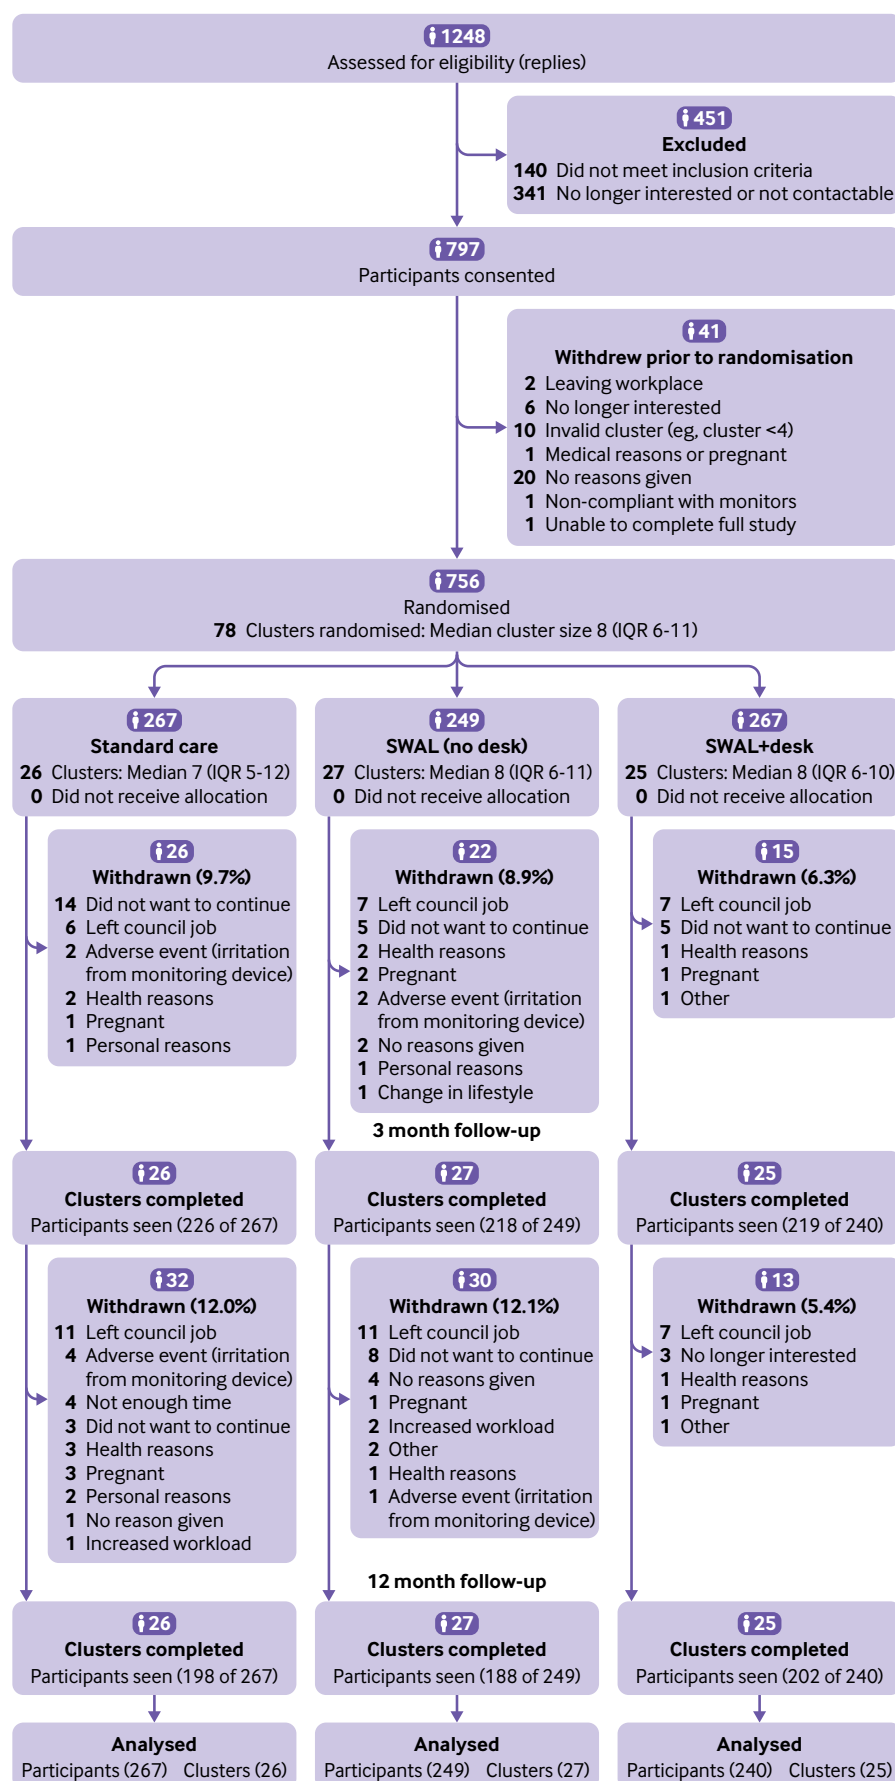 1248
Assessed for eligibility (replies)
451
Excluded
140 Did not meet inclusion criteria
341 No longer interested or not contactable
797
Participants consented
41
Withdrew prior to randomisation
2 Leaving workplace
6 No longer interested
10 Invalid cluster (eg, cluster <4)
1 Medical reasons or pregnant
20 No reasons given
1 Non-compliant with monitors
1 Unable to complete full study
756
Randomised
78 Clusters randomised: Median cluster size 8 (IQR 6-11)
267
Standard care
26 Clusters: Median 7 (IQR 5-12)
0 Did not receive allocation
249
SWAL (no desk)
27 Clusters: Median 8 (IQR 6-11)
0 Did not receive allocation
267
SWAL+desk
25 Clusters: Median 8 (IQR 6-10)
0 Did not receive allocation
26
Withdrawn (9.7%)
14 Did not want to continue
6 Left council job
2 Adverse event (irritation
from monitoring device)
2 Health reasons
1 Pregnant
1 Personal reasons
22
Withdrawn (8.9%)
7 Left council job
5 Did not want to continue
2 Health reasons
2 Pregnant
2 Adverse event (irritation
from monitoring device)
2 No reasons given
1 Personal reasons
1 Change in lifestyle
15
Withdrawn (6.3%)
7 Left council job
5 Did not want to continue
1 Health reasons
1 Pregnant
1 Other
3 month follow-up
26
Clusters completed
Participants seen (226 of 267)
27
Clusters completed
Participants seen (218 of 249)
25
Clusters completed
Participants seen (219 of 240)
32
Withdrawn (12.0%)
11 Left council job
4 Adverse event (irritation
from monitoring device)
4 Not enough time
3 Did not want to continue
3 Health reasons
3 Pregnant
2 Personal reasons
1 No reason given
1 Increased workload
30
Withdrawn (12.1%)
11 Left council job
8 Did not want to continue
4 No reasons given
1 Pregnant
2 Increased workload
2 Other
1 Health reasons
1 Adverse event (irritation
from monitoring device)
13
Withdrawn (5.4%)
7 Left council job
3 No longer interested
1 Health reasons
1 Pregnant
1 Other
12 month follow-up
26
Clusters completed
Participants seen (198 of 267)
27
Clusters completed
Participants seen (188 of 249)
25
Clusters completed
Participants seen (202 of 240)
Analysed
Participants (267) Clusters (26)
Analysed
Participants (249) Clusters (27)
Analysed
Participants (240) Clusters (25)